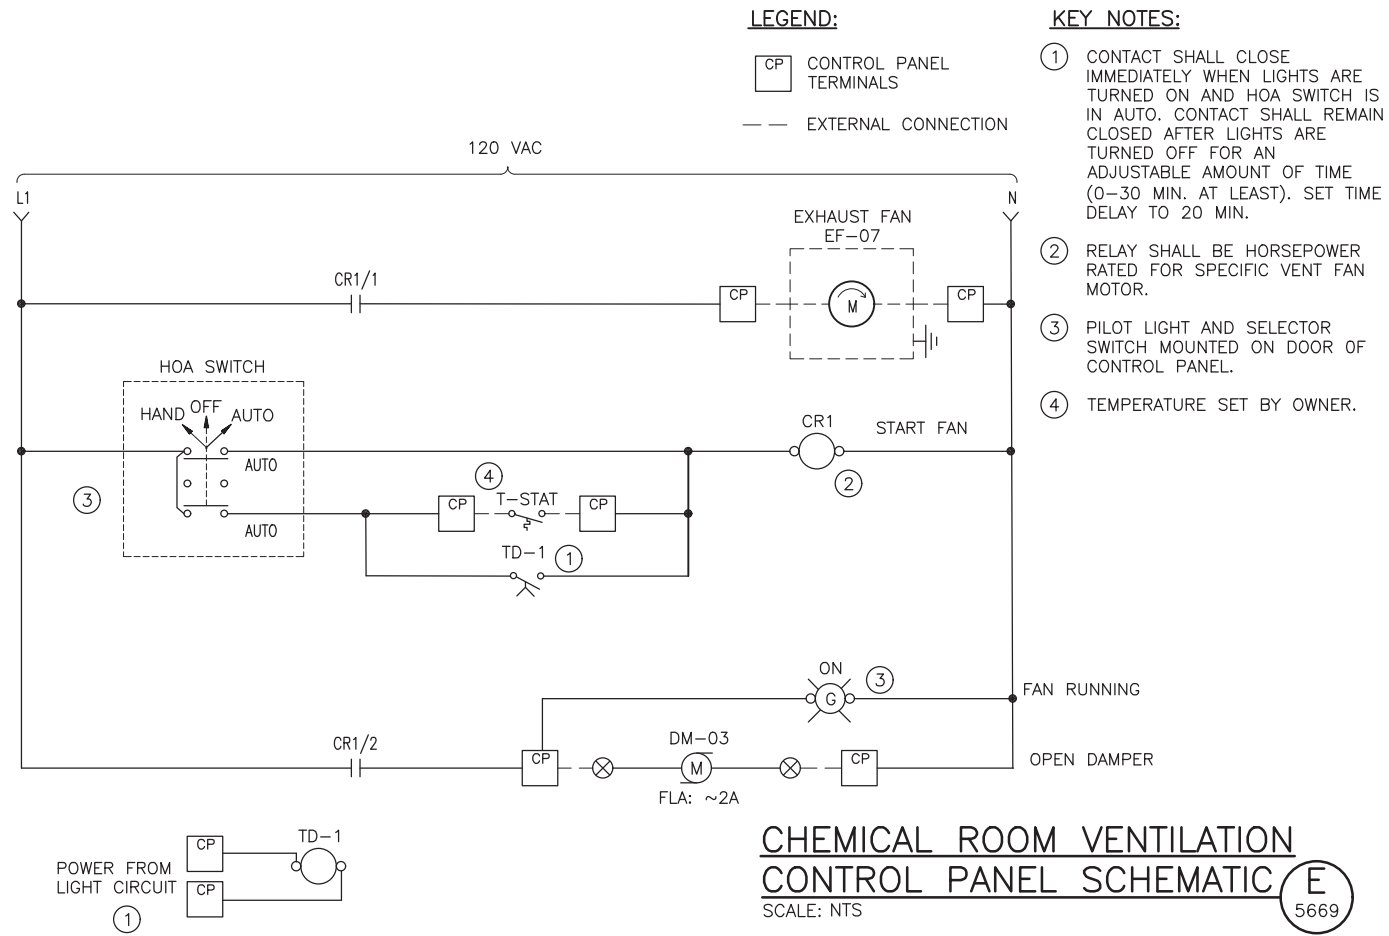 LEGEND:
CP
CONTROL PANEL
TERMINALS
EXTERNAL CONNECTION
KEY NOTES:
1
CONTACT SHALL CLOSE
IMMEDIATELY WHEN LIGHTS ARE
TURNED ON AND HOA SWITCH IS
IN AUTO. CONTACT SHALL REMAIN
CLOSED AFTER LIGHTS ARE
TURNED OFF FOR AN
ADJUSTABLE AMOUNT OF TIME
(0-30 MIN. AT LEAST). SET TIME
DELAY TO 20 MIN.
2
RELAY SHALL BE HORSEPOWER
RATED FOR SPECIFIC VENT FAN
MOTOR.
3
PILOT LIGHT AND SELECTOR
SWITCH MOUNTED ON DOOR OF
CONTROL PANEL.
4
TEMPERATURE SET BY OWNER.
120 VAC
L1
N
EXHAUST FAN
EF-07
CR1/1
CP
M
CP
HOA SWITCH
HAND
OFF
AUTO
AUTO
AUTO
3
CR1
START FAN
2
4
CP
T-STAT
CP
TD-1
1
ON
3
G
FAN RUNNING
CR1/2
CP
DM-03
M
FLA: ~2A
CP
OPEN DAMPER
POWER FROM
LIGHT CIRCUIT
1
CP
CP
TD-1
CHEMICAL ROOM VENTILATION
CONTROL PANEL SCHEMATIC
SCALE: NTS
E
5669